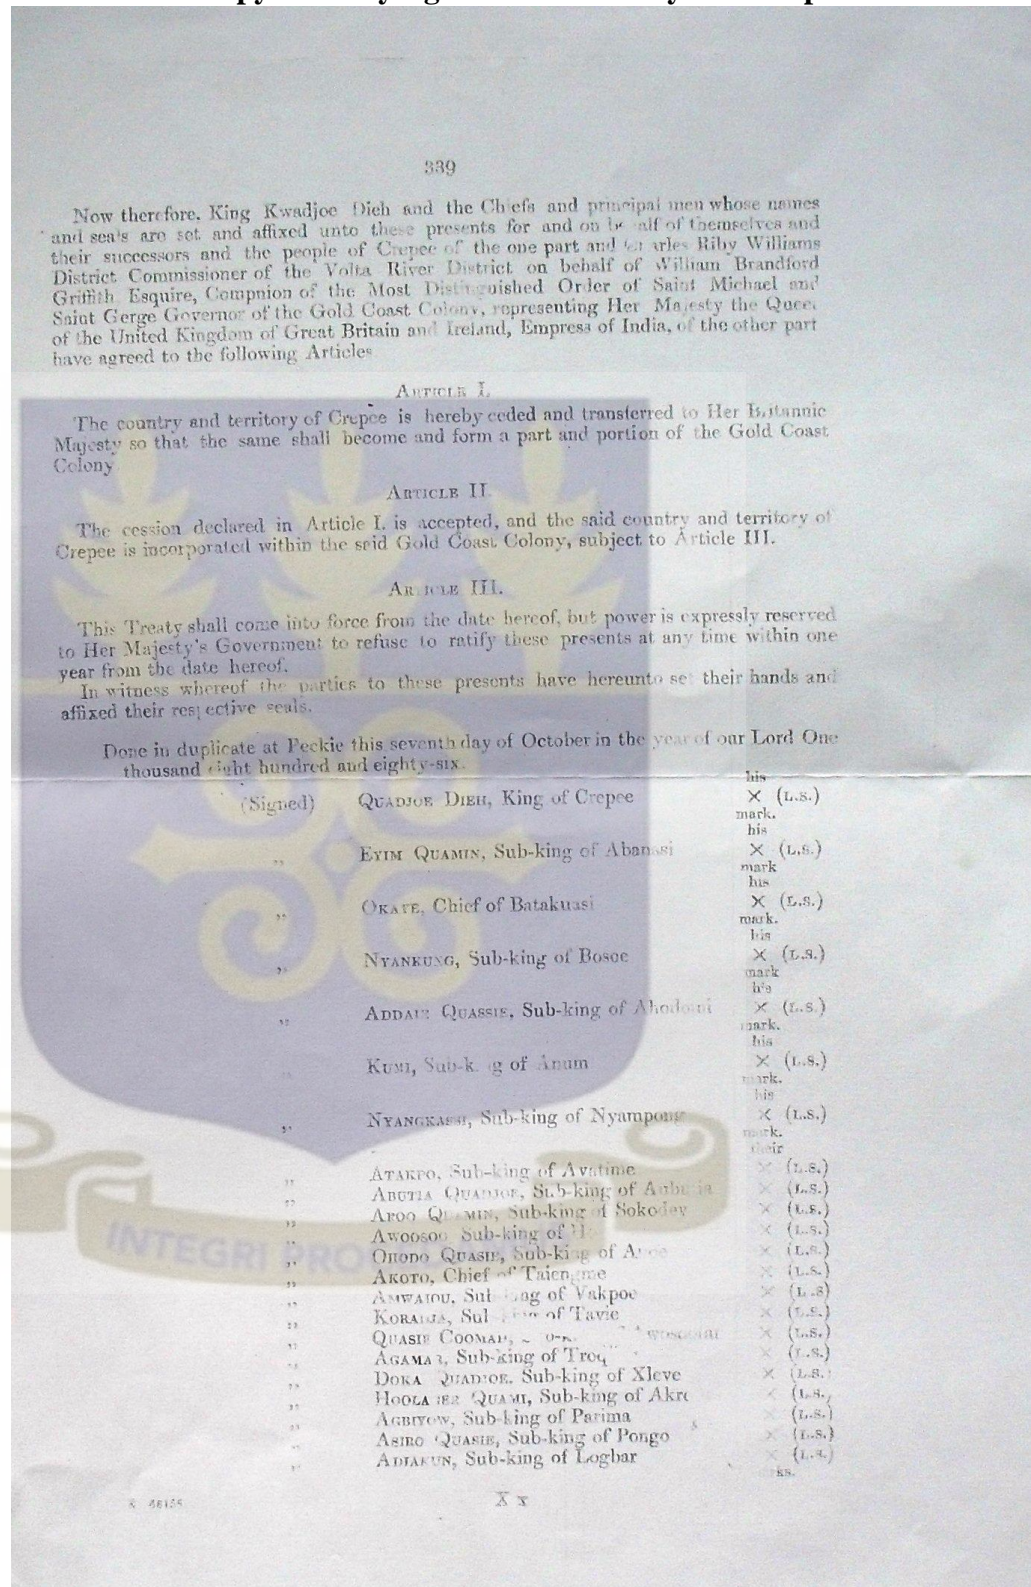 339
Now therefore, King Kwadjoe Dieh and the Chiefs and principal men whose names
and seals are set and affixed unto these presents for and on behalf of themselves and
their successors and the people of Crepee of the one part and Charles Riby Williams
District Commissioner of the Volta River District on behalf of William Brandford
Griffith Esquire, Compnion of the Most Distinguished Order of Saint Michael and
Saint Gerge Governor of the Gold Coast Colony, representing Her Majesty the Queen
of the United Kingdom of Great Britain and Ireland, Empress of India, of the other part
have agreed to the following Articles
ARTICLE I.
The country and territory of Crepee is hereby ceded and transferred to Her Britannic
Majesty so that the same shall become and form a part and portion of the Gold Coast
Colony
ARTICLE II.
The cession declared in Article I. is accepted, and the said country and territory of
Crepee is incorporated within the said Gold Coast Colony, subject to Article III.
ARTICLE III.
This Treaty shall come into force from the date hereof, but power is expressly reserved
to Her Majesty's Government to refuse to ratify these presents at any time within one
year from the date hereof.
In witness whereof the parties to these presents have hereunto set their hands and
affixed their respective seals.
Done in duplicate at Peckie this seventh day of October in the year of our Lord One
thousand eight hundred and eighty-six.
his
(Signed) QUADJOE DIEH, King of Crepee × (L.S.)
mark.
his
„ EYIM QUAMIN, Sub-king of Abanasi × (L.S.)
mark
his
„ OKATE, Chief of Batakuasi × (L.S.)
mark.
his
„ NYANKUNG, Sub-king of Bosoe × (L.S.)
mark
his
„ QUASSIE, Sub-king of × (L.S.)
mark.
his
„ KUMI, Sub-king of Anum × (L.S.)
mark.
his
„ Sub-king of Nyampong × (L.S.)
mark.
their
„ ATAKPO, Sub-king of Avatime × (L.S.)
„ ABUTIA QUADJOE, Sub-king of × (L.S.)
„ QUAMIN, Sub-king of Sokodey × (L.S.)
„ AWOOSOO Sub-king of × (L.S.)
„ QUASIE, Sub-king of × (L.S.)
„ AKOTO, Chief of Taiengme × (L.S.)
„ Sub-king of Vakpoe × (L.S)
„ Sub-king of Tavie × (L.S.)
„ QUASIE × (L.S.)
„ Sub-king of × (L.S.)
„ DOKA QUADJOE, Sub-king of Xleve × (L.S.)
„ QUAMI, Sub-king of × (L.S.)
„ Sub-king of Parima × (L.S.)
„ QUASIE, Sub-king of Pongo × (L.S.)
„ Sub-king of Logbar × (L.S.)
X x
INTEGRI